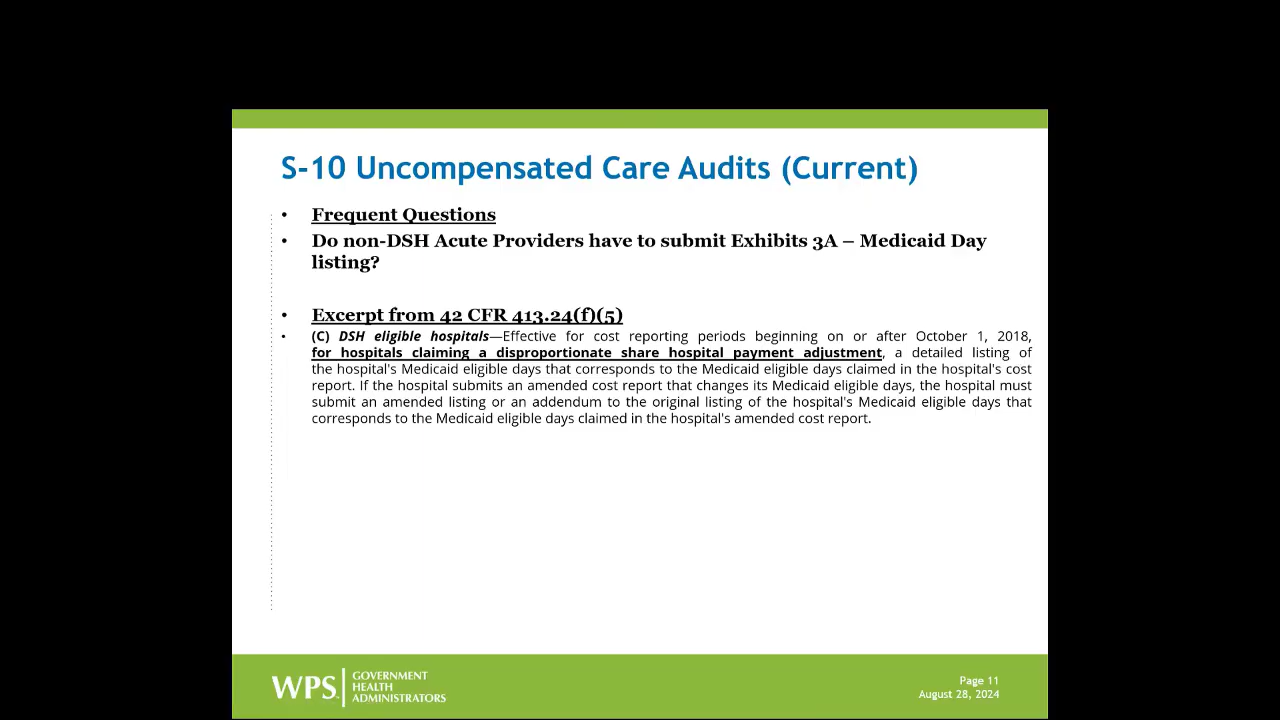 S-10 Uncompensated Care Audits (Current)
• Frequent Questions
• Do non-DSH Acute Providers have to submit Exhibits 3A – Medicaid Day
listing?
• Excerpt from 42 CFR 413.24(f)(5)
• (C) DSH eligible hospitals—Effective for cost reporting periods beginning on or after October 1, 2018,
for hospitals claiming a disproportionate share hospital payment adjustment, a detailed listing of
the hospital's Medicaid eligible days that corresponds to the Medicaid eligible days claimed in the hospital's cost
report. If the hospital submits an amended cost report that changes its Medicaid eligible days, the hospital must
submit an amended listing or an addendum to the original listing of the hospital's Medicaid eligible days that
corresponds to the Medicaid eligible days claimed in the hospital's amended cost report.
WPS
GOVERNMENT
HEALTH
ADMINISTRATORS
Page 11
August 28, 2024